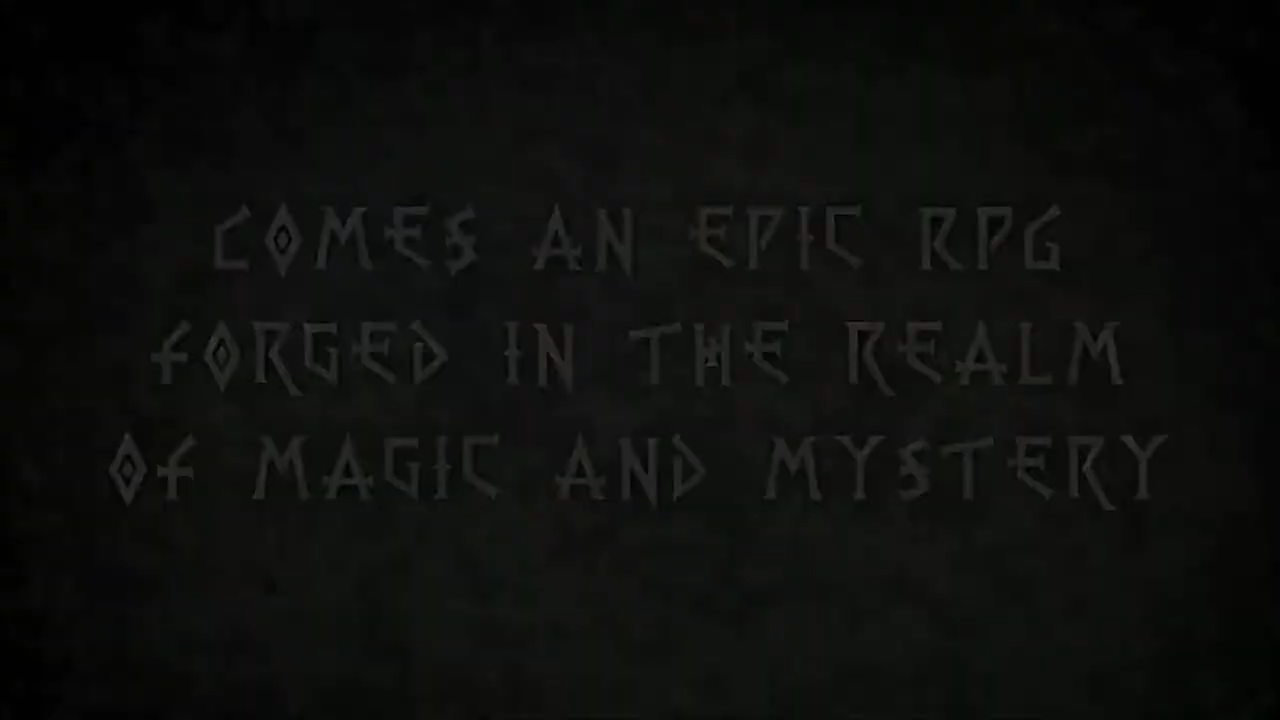 COMES AN EPIC RPG
FORGED IN THE REALM
OF MAGIC AND MYSTERY